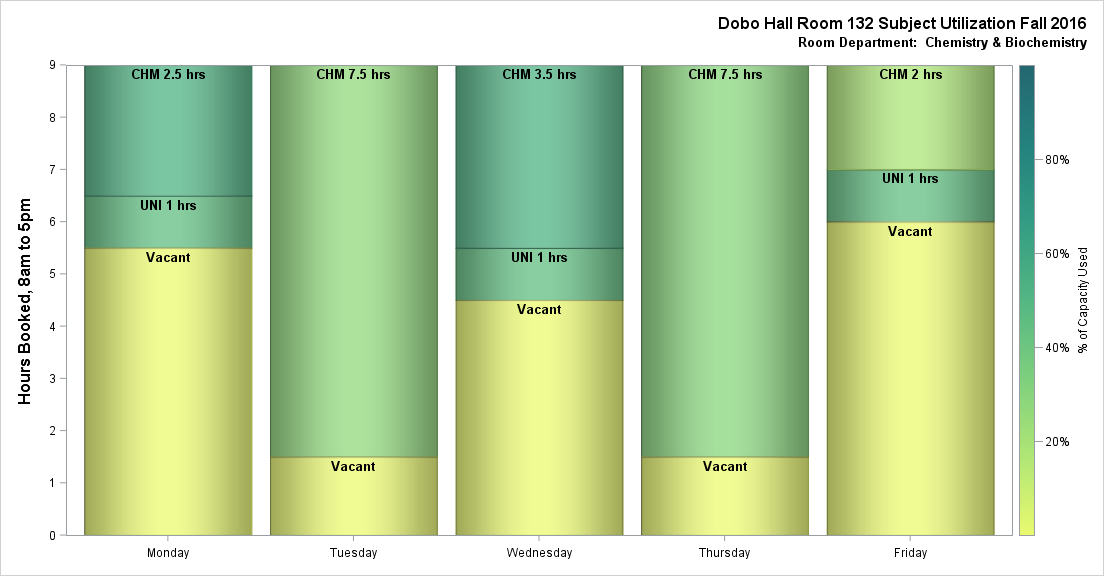 Dobo Hall Room 132 Subject Utilization Fall 2016
Room Department:  Chemistry & Biochemistry
Hours Booked, 8am to 5pm
9
8
7
6
5
4
3
2
1
0
CHM 2.5 hrs
UNI 1 hrs
Vacant
CHM 7.5 hrs
Vacant
CHM 3.5 hrs
UNI 1 hrs
Vacant
CHM 7.5 hrs
Vacant
CHM 2 hrs
UNI 1 hrs
Vacant
Monday
Tuesday
Wednesday
Thursday
Friday
80%
60%
40%
20%
% of Capacity Used